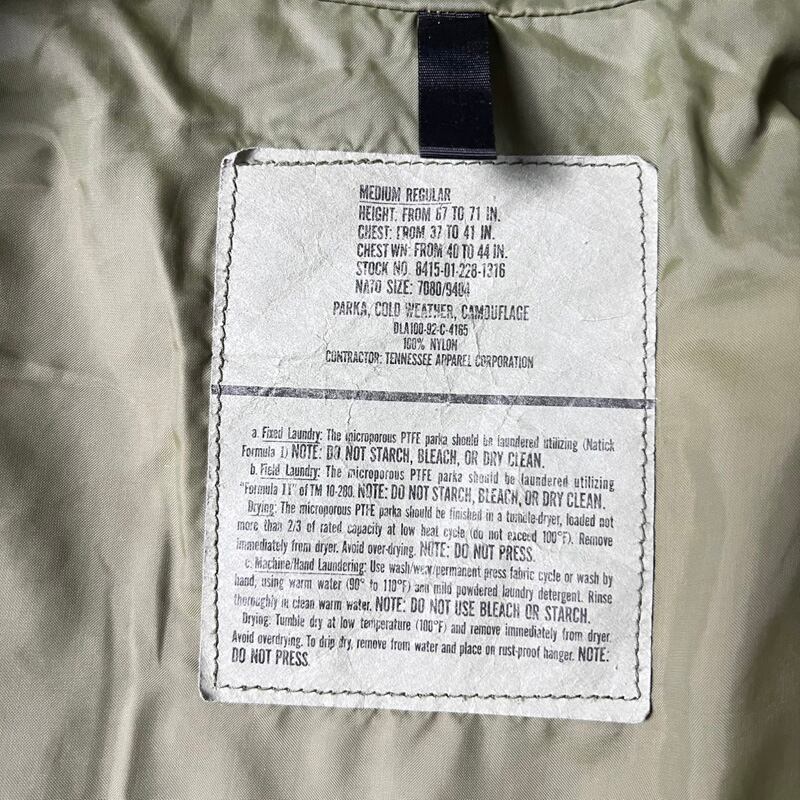 MEDIUM REGULAR
HEIGHT: FROM 67 TO 71 IN.
CHEST: FROM 37 TO 41 IN.
CHEST WN: FROM 40 TO 44 IN.
STOCK NO. 8415-01-228-1316
NATO SIZE: 7080/9404
PARKA, COLD WEATHER, CAMOUFLAGE
DLA100-92-C-4165
100% NYLON
CONTRACTOR: TENNESSEE APPAREL CORPORATION
a. Fixed Laundry: The microporous PTFE parka should be laundered utilizing (Natick
Formula 1) NOTE: DO NOT STARCH, BLEACH, OR DRY CLEAN.
b. Field Laundry: The microporous PTFE parka should be laundered utilizing
"Formula 11" of TM 10-280. NOTE: DO NOT STARCH, BLEACH, OR DRY CLEAN.
Drying: The microporous PTFE parka should be finished in a tumble-dryer, loaded not
more than 2/3 of rated capacity at low heat cycle (do not exceed 100°F). Remove
immediately from dryer. Avoid over-drying. NOTE: DO NOT PRESS.
c. Machine/Hand Laundering: Use wash/wear/permanent press fabric cycle or wash by
hand, using warm water (90° to 110°F) and mild powdered laundry detergent. Rinse
thoroughly in clean warm water. NOTE: DO NOT USE BLEACH OR STARCH.
Drying: Tumble dry at low temperature (100°F) and remove immediately from dryer.
Avoid overdrying. To drip dry, remove from water and place on rust-proof hanger. NOTE:
DO NOT PRESS.